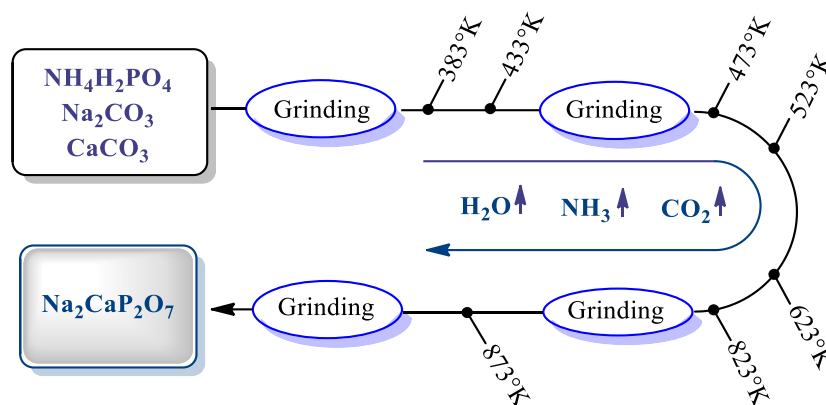 NH₄H₂PO₄
Na₂CO₃
CaCO₃
Grinding
383°K
433°K
Grinding
473°K
523°K
H₂O
NH₃
CO₂
623°K
823°K
Grinding
873°K
Grinding
Na₂CaP₂O₇